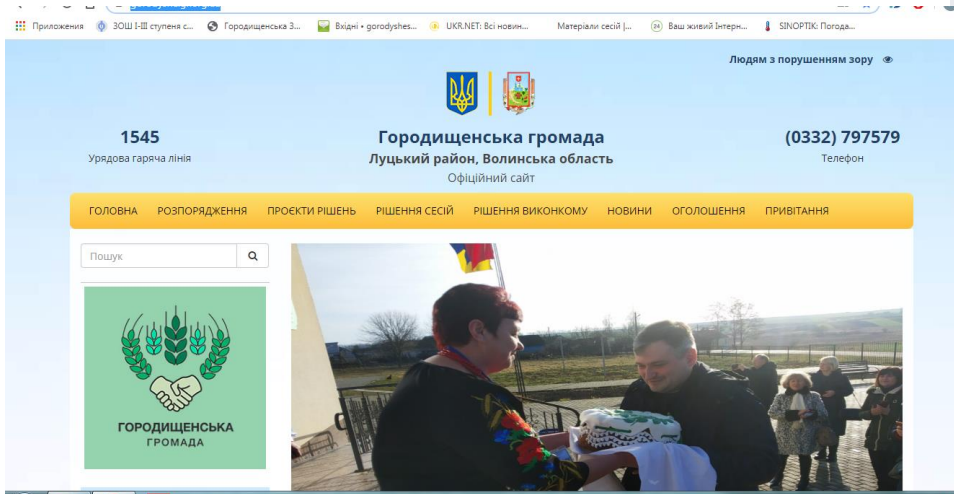 Приложения ЗОШ І-ІІІ ступеня с... Городищенська З... Вхідні • gorodyshes... UKR.NET: Всі новин... Матеріали сесій |... Ваш живий Інтерн... SINOPTIK: Погода...
Людям з порушенням зору
1545
Урядова гаряча лінія
Городищенська громада
Луцький район, Волинська область
Офіційний сайт
(0332) 797579
Телефон
ГОЛОВНА РОЗПОРЯДЖЕННЯ ПРОЄКТИ РІШЕНЬ РІШЕННЯ СЕСІЙ РІШЕННЯ ВИКОНКОМУ НОВИНИ ОГОЛОШЕННЯ ПРИВІТАННЯ
Пошук
ГОРОДИЩЕНСЬКА
ГРОМАДА